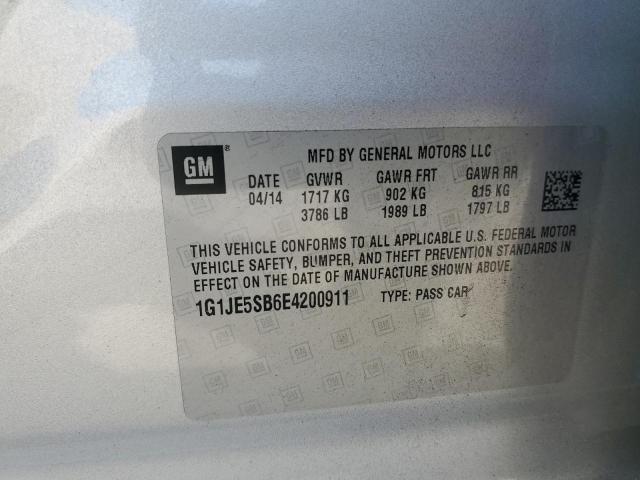 GM
MFD BY GENERAL MOTORS LLC
DATE GVWR GAWR FRT GAWR RR
04/14 1717 KG 902 KG 815 KG
3786 LB 1989 LB 1797 LB
THIS VEHICLE CONFORMS TO ALL APPLICABLE U.S. FEDERAL MOTOR
VEHICLE SAFETY, BUMPER, AND THEFT PREVENTION STANDARDS IN
EFFECT ON THE DATE OF MANUFACTURE SHOWN ABOVE.
1G1JE5SB6E4200911 TYPE: PASS CAR